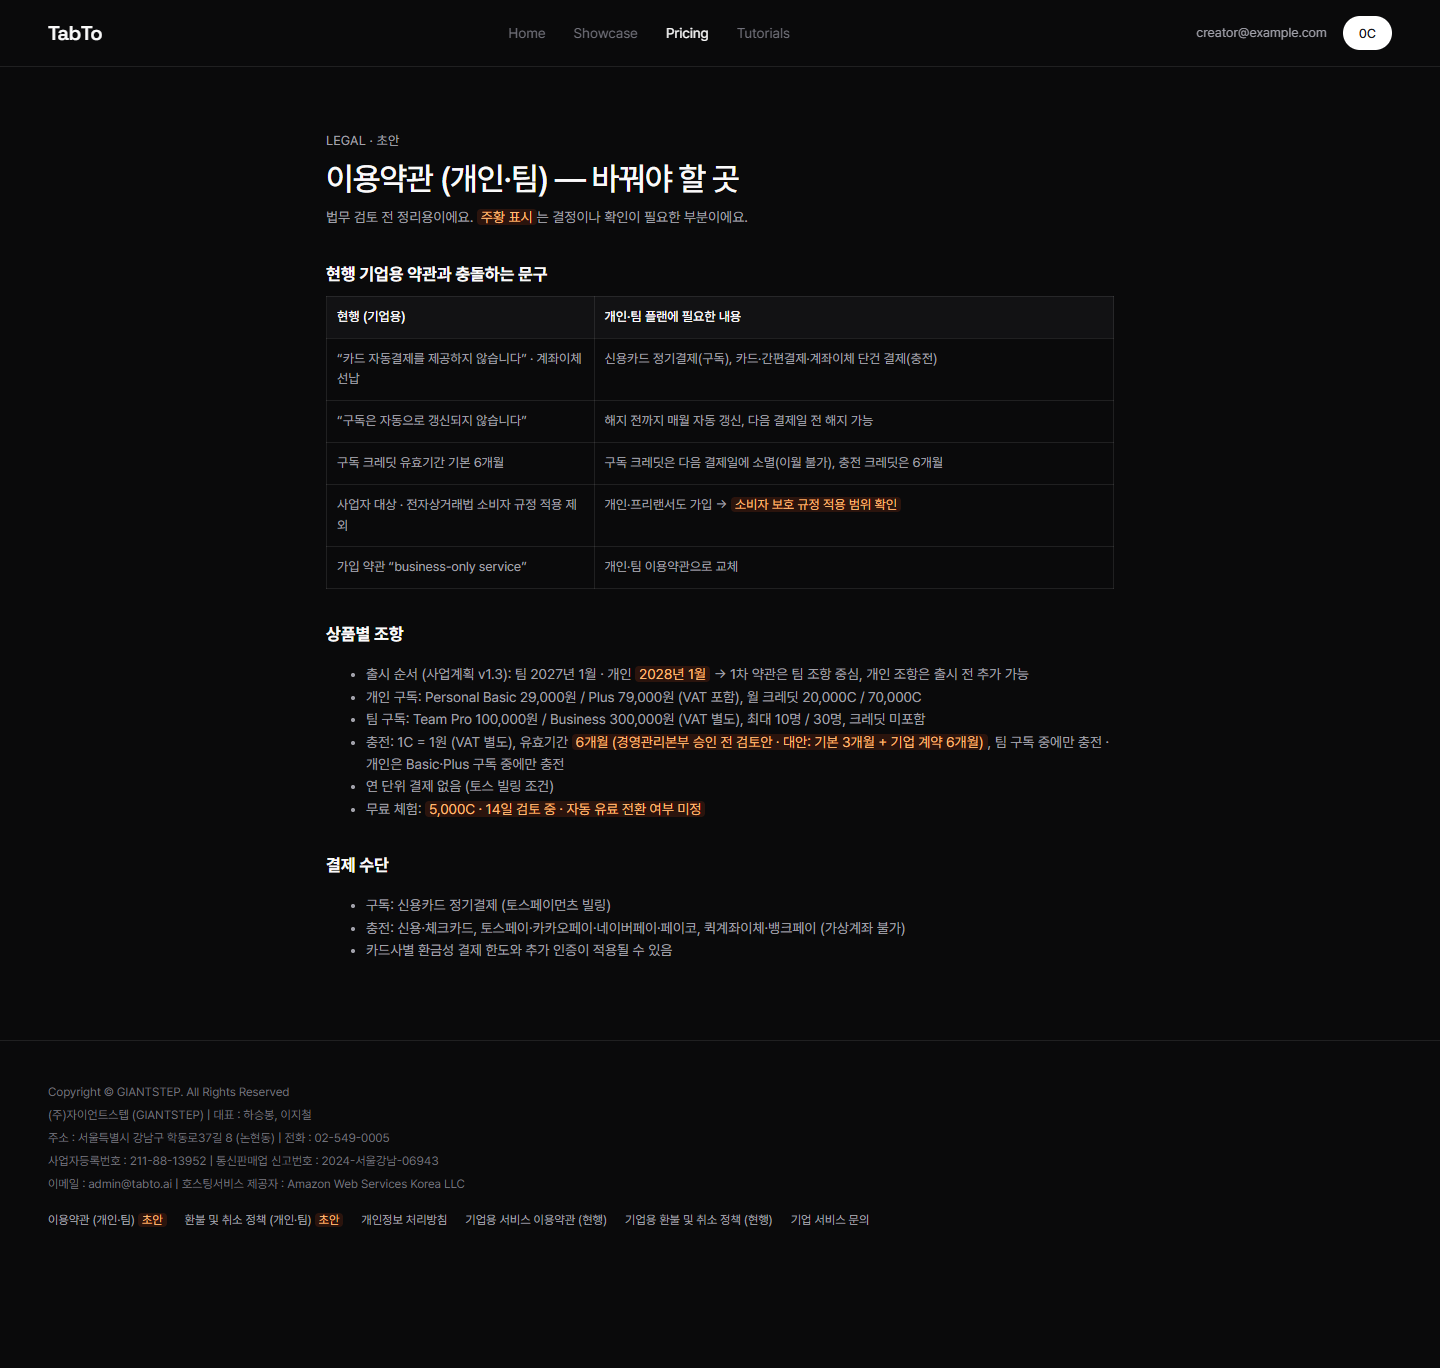 TabTo
Home
Showcase
Pricing
Tutorials
creator@example.com
0C
LEGAL · 초안
이용약관 (개인·팀) — 바꿔야 할 곳
법무 검토 전 정리용이에요. 주황 표시는 결정이나 확인이 필요한 부분이에요.
현행 기업용 약관과 충돌하는 문구
현행 (기업용)
개인·팀 플랜에 필요한 내용
“카드 자동결제를 제공하지 않습니다” · 계좌이체
선납
신용카드 정기결제(구독), 카드·간편결제·계좌이체 단건 결제(충전)
“구독은 자동으로 갱신되지 않습니다”
해지 전까지 매월 자동 갱신, 다음 결제일 전 해지 가능
구독 크레딧 유효기간 기본 6개월
구독 크레딧은 다음 결제일에 소멸(이월 불가), 충전 크레딧은 6개월
사업자 대상 · 전자상거래법 소비자 규정 적용 제
외
개인·프리랜서도 가입 → 소비자 보호 규정 적용 범위 확인
가입 약관 “business-only service”
개인·팀 이용약관으로 교체
상품별 조항
• 출시 순서 (사업계획 v1.3): 팀 2027년 1월 · 개인 2028년 1월 → 1차 약관은 팀 조항 중심, 개인 조항은 출시 전 추가 가능
• 개인 구독: Personal Basic 29,000원 / Plus 79,000원 (VAT 포함), 월 크레딧 20,000C / 70,000C
• 팀 구독: Team Pro 100,000원 / Business 300,000원 (VAT 별도), 최대 10명 / 30명, 크레딧 미포함
• 충전: 1C = 1원 (VAT 별도), 유효기간 6개월 (경영관리본부 승인 전 검토안 · 대안: 기본 3개월 + 기업 계약 6개월), 팀 구독 중에만 충전 ·
개인은 Basic·Plus 구독 중에만 충전
• 연 단위 결제 없음 (토스 빌링 조건)
• 무료 체험: 5,000C · 14일 검토 중 · 자동 유료 전환 여부 미정
결제 수단
• 구독: 신용카드 정기결제 (토스페이먼츠 빌링)
• 충전: 신용·체크카드, 토스페이·카카오페이·네이버페이·페이코, 퀵계좌이체·뱅크페이 (가상계좌 불가)
• 카드사별 환금성 결제 한도와 추가 인증이 적용될 수 있음
Copyright © GIANTSTEP. All Rights Reserved
(주)자이언트스텝 (GIANTSTEP) | 대표 : 하승봉, 이지철
주소 : 서울특별시 강남구 학동로37길 8 (논현동) | 전화 : 02-549-0005
사업자등록번호 : 211-88-13952 | 통신판매업 신고번호 : 2024-서울강남-06943
이메일 : admin@tabto.ai | 호스팅서비스 제공자 : Amazon Web Services Korea LLC
이용약관 (개인·팀) 초안
환불 및 취소 정책 (개인·팀) 초안
개인정보 처리방침
기업용 서비스 이용약관 (현행)
기업용 환불 및 취소 정책 (현행)
기업 서비스 문의